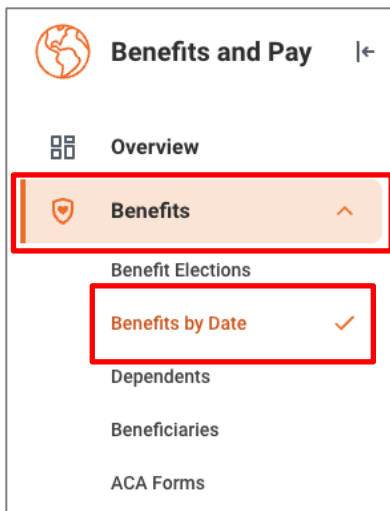 Benefits and Pay
Overview
Benefits
Benefit Elections
Benefits by Date
Dependents
Beneficiaries
ACA Forms